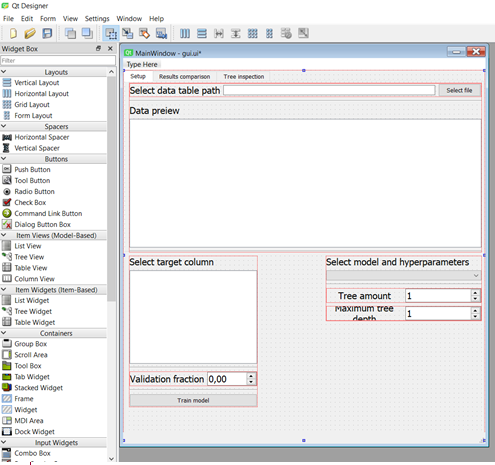 Qt Designer
File Edit Form View Settings Window Help
Widget Box
Filter
Layouts
Vertical Layout
Horizontal Layout
Grid Layout
Form Layout
Spacers
Horizontal Spacer
Vertical Spacer
Buttons
Push Button
Tool Button
Radio Button
Check Box
Command Link Button
Dialog Button Box
Item Views (Model-Based)
List View
Tree View
Table View
Column View
Item Widgets (Item-Based)
List Widget
Tree Widget
Table Widget
Containers
Group Box
Scroll Area
Tool Box
Tab Widget
Stacked Widget
Frame
Widget
MDI Area
Dock Widget
Input Widgets
Combo Box
MainWindow - gui.ui*
Type Here
Setup Results comparison Tree inspection
Select data table path Select file
Data preiew
Select target column
Validation fraction 0,00
Train model
Select model and hyperparameters
Tree amount 1
Maximum tree depth 1